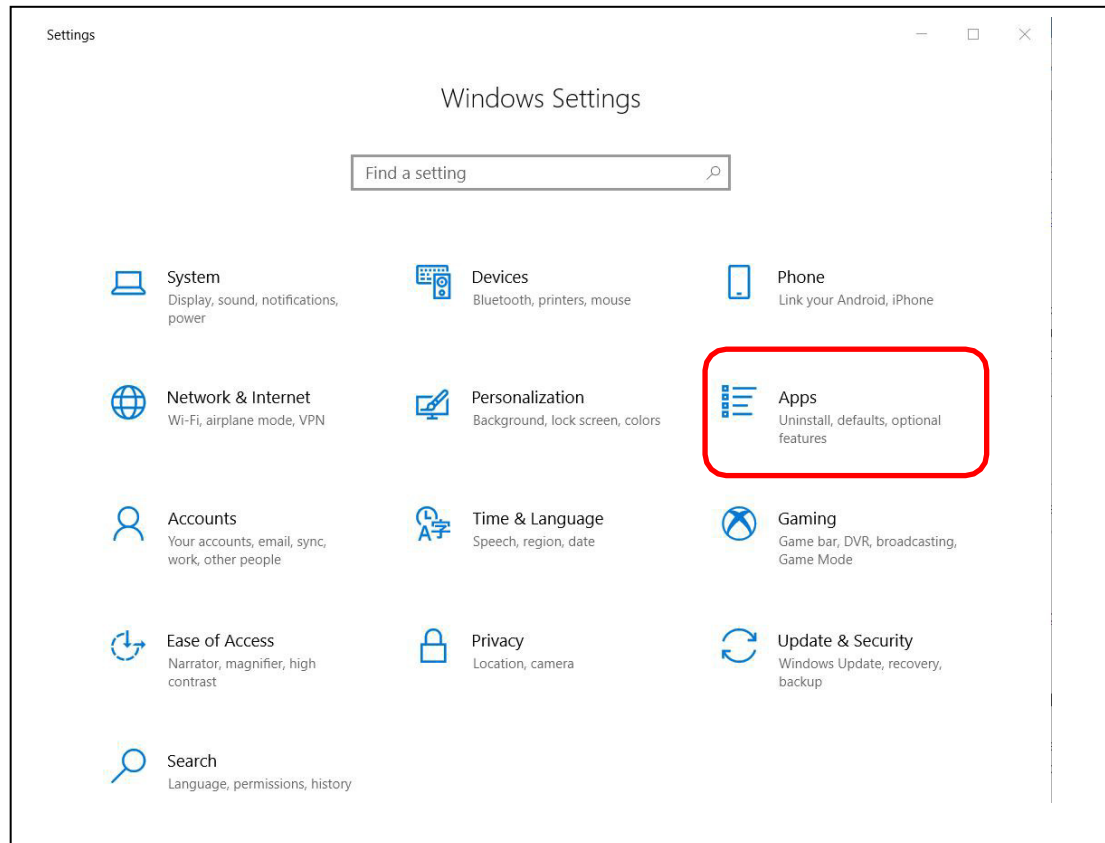 Settings
Windows Settings
Find a setting
System
Display, sound, notifications,
power
Devices
Bluetooth, printers, mouse
Phone
Link your Android, iPhone
Network & Internet
Wi-Fi, airplane mode, VPN
Personalization
Background, lock screen, colors
Apps
Uninstall, defaults, optional
features
Accounts
Your accounts, email, sync,
work, other people
Time & Language
Speech, region, date
Gaming
Game bar, DVR, broadcasting,
Game Mode
Ease of Access
Narrator, magnifier, high
contrast
Privacy
Location, camera
Update & Security
Windows Update, recovery,
backup
Search
Language, permissions, history